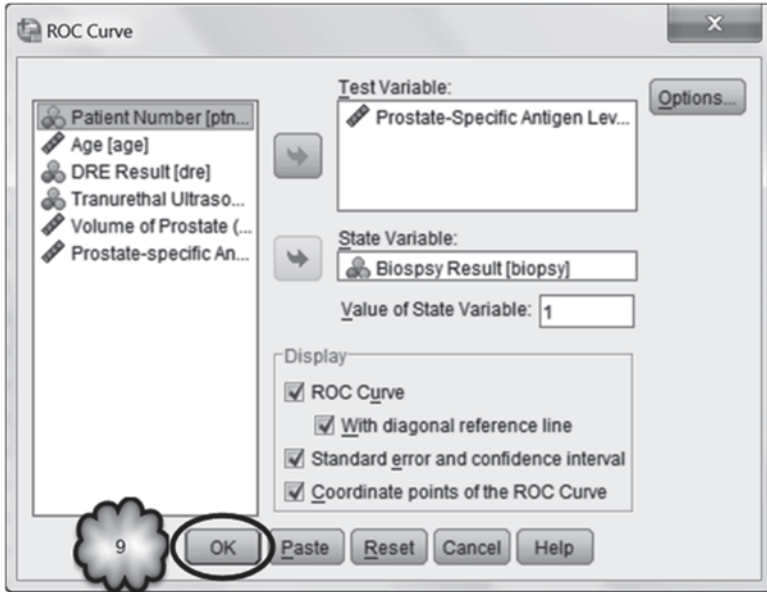 ROC Curve
Patient Number [ptn...
Age [age]
DRE Result [dre]
Tranurethal Ultraso...
Volume of Prostate (...
Prostate-specific An...
Test Variable:
Prostate-Specific Antigen Lev...
Options...
State Variable:
Biospsy Result [biopsy]
Value of State Variable: 1
Display
ROC Curve
With diagonal reference line
Standard error and confidence interval
Coordinate points of the ROC Curve
9
OK Paste Reset Cancel Help